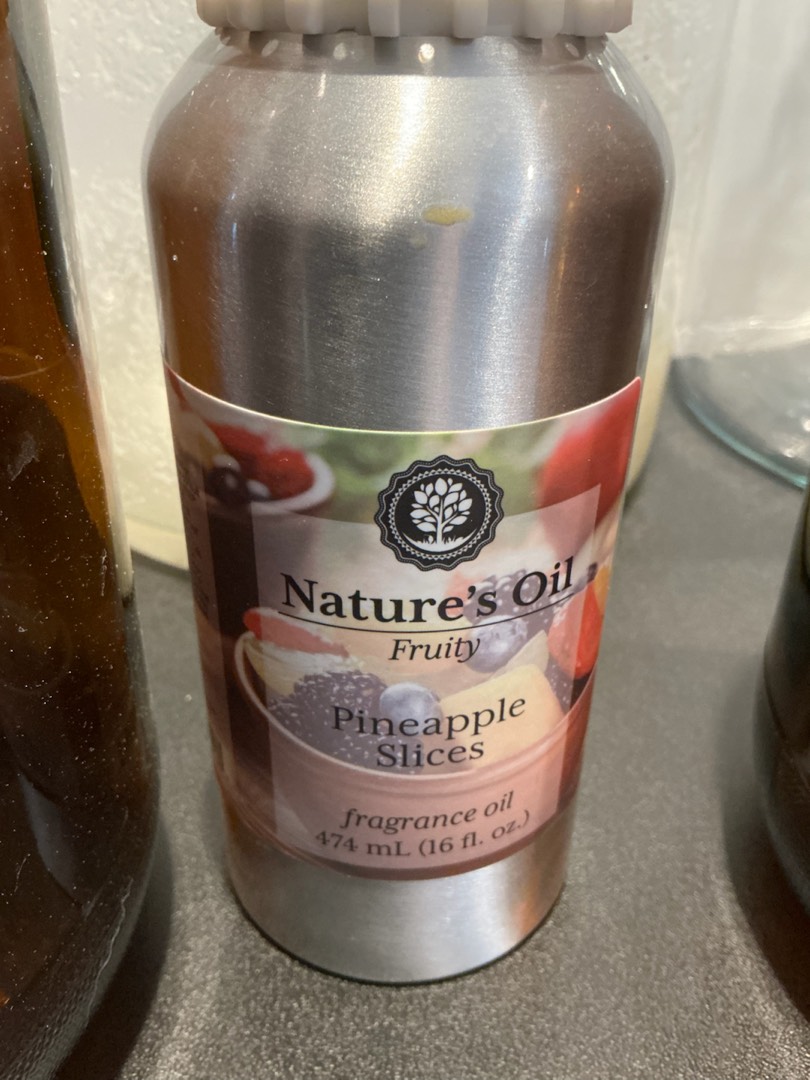 Nature's Oil
Fruity
Pineapple
Slices
fragrance oil
474 mL (16 fl. oz.)